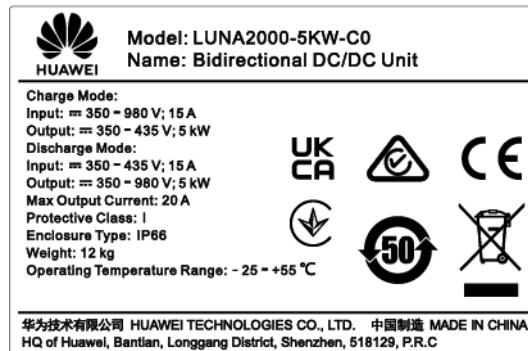 HUAWEI
Model: LUNA2000-5KW-C0
Name: Bidirectional DC/DC Unit
Charge Mode:
Input: ⎓ 350 - 980 V; 15 A
Output: ⎓ 350 - 435 V; 5 kW
Discharge Mode:
Input: ⎓ 350 - 435 V; 15 A
Output: ⎓ 350 - 980 V; 5 kW
Max Output Current: 20 A
Protective Class: I
Enclosure Type: IP66
Weight: 12 kg
Operating Temperature Range: - 25 - +55 ℃
UK
CA
CE
50
华为技术有限公司 HUAWEI TECHNOLOGIES CO., LTD. 中国制造 MADE IN CHINA
HQ of Huawei, Bantian, Longgang District, Shenzhen, 518129, P.R.C